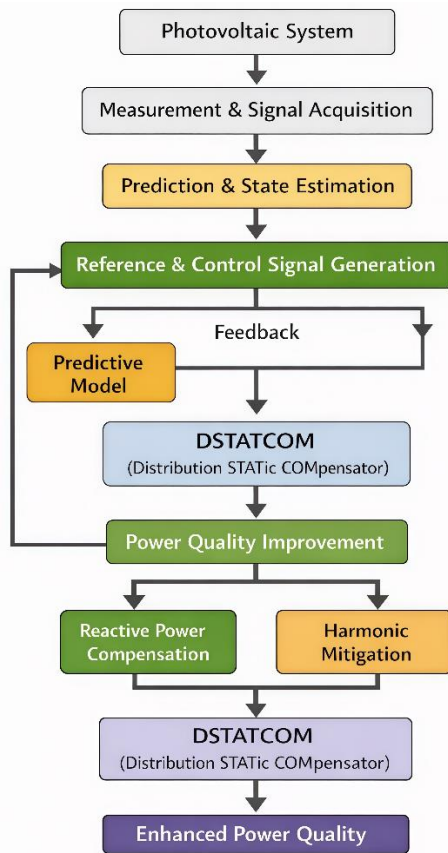 Photovoltaic System
Measurement & Signal Acquisition
Prediction & State Estimation
Reference & Control Signal Generation
Feedback
Predictive
Model
DSTATCOM
(Distribution STATic COMpensator)
Power Quality Improvement
Reactive Power
Compensation
Harmonic
Mitigation
DSTATCOM
(Distribution STATic COMpensator)
Enhanced Power Quality